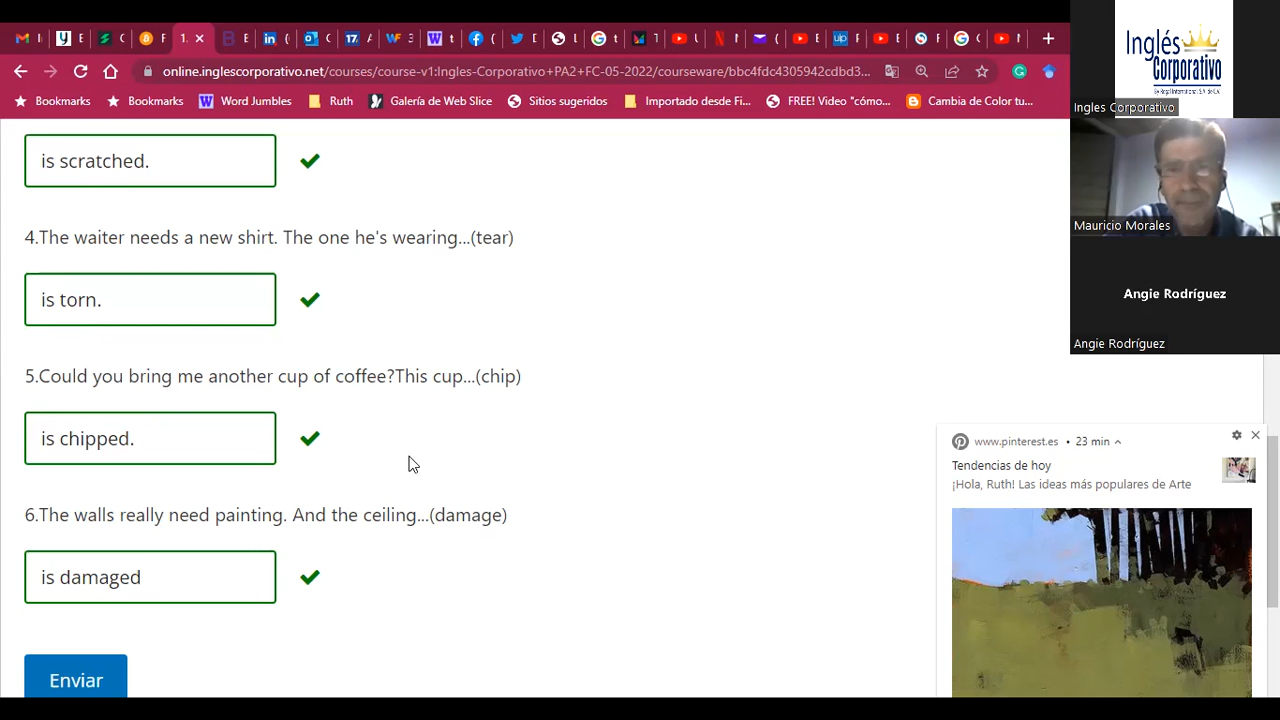 1.
(
17.
(
online.inglescorporativo.net/courses/course-v1:Ingles-Corporativo+PA2+FC-05-2022/courseware/bbc4fdc4305942cdbd3...
Bookmarks
Bookmarks
Word Jumbles
Ruth
Galería de Web Slice
Sitios sugeridos
Importado desde Fi...
FREE! Video "cómo...
Cambia de Color tu...
Inglés
Corporativo
Ingles Corporativo
Mauricio Morales
Angie Rodríguez
Angie Rodríguez
is scratched.
4.The waiter needs a new shirt. The one he's wearing...(tear)
is torn.
5.Could you bring me another cup of coffee?This cup...(chip)
is chipped.
6.The walls really need painting. And the ceiling...(damage)
is damaged
Enviar
www.pinterest.es • 23 min
Tendencias de hoy
¡Hola, Ruth! Las ideas más populares de Arte